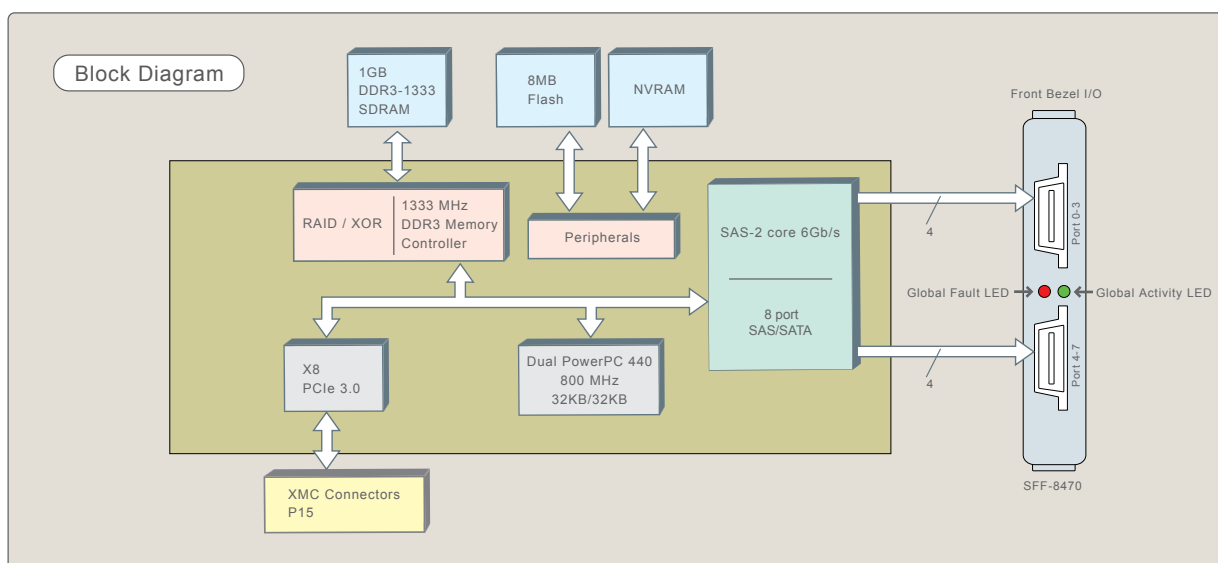 Block Diagram
1GB
DDR3-1333
SDRAM
8MB
Flash
NVRAM
Front Bezel I/O
RAID / XOR
1333 MHz
DDR3 Memory
Controller
Peripherals
SAS-2 core 6Gb/s
8 port
SAS/SATA
4
Port 0-3
Global Fault LED
Global Activity LED
X8
PCIe 3.0
Dual PowerPC 440
800 MHz
32KB/32KB
4
Port 4-7
XMC Connectors
P15
SFF-8470